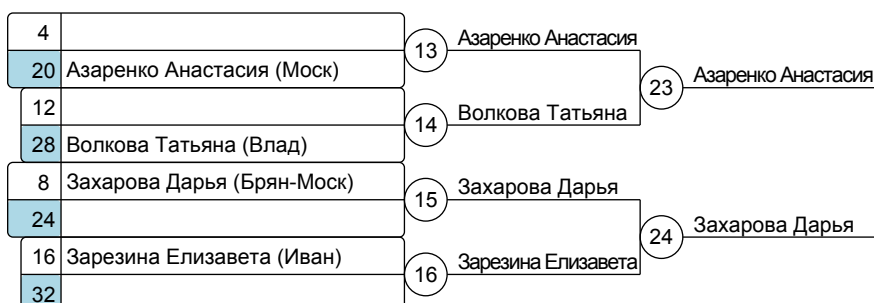 4
20 Азаренко Анастасия (Моск)
13 Азаренко Анастасия
12
28 Волкова Татьяна (Влад)
14 Волкова Татьяна
23 Азаренко Анастасия
8 Захарова Дарья (Брян-Моск)
24
15 Захарова Дарья
16 Зарезина Елизавета (Иван)
32
16 Зарезина Елизавета
24 Захарова Дарья